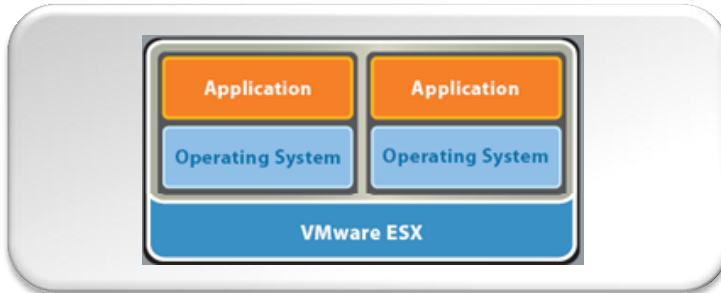 Application
Application
Operating System
Operating System
VMware ESX